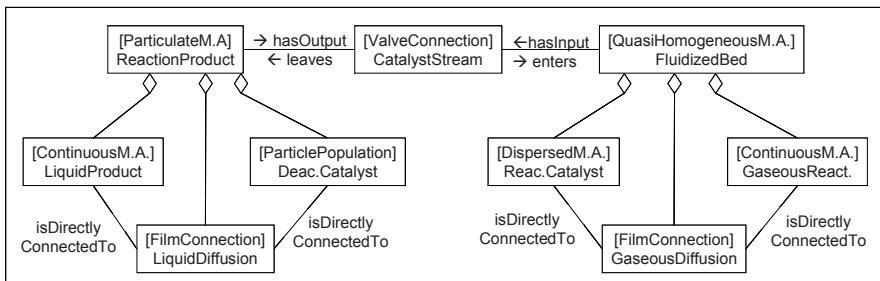 [ParticulateM.A]
ReactionProduct
→ hasOutput
← leaves
[ValveConnection]
CatalystStream
←hasInput
→ enters
[QuasiHomogeneousM.A.]
FluidizedBed
[ContinuousM.A.]
LiquidProduct
[ParticlePopulation]
Deac.Catalyst
[DispersedM.A.]
Reac.Catalyst
[ContinuousM.A.]
GaseousReact.
isDirectly
ConnectedTo
[FilmConnection]
LiquidDiffusion
isDirectly
ConnectedTo
isDirectly
ConnectedTo
[FilmConnection]
GaseousDiffusion
isDirectly
ConnectedTo